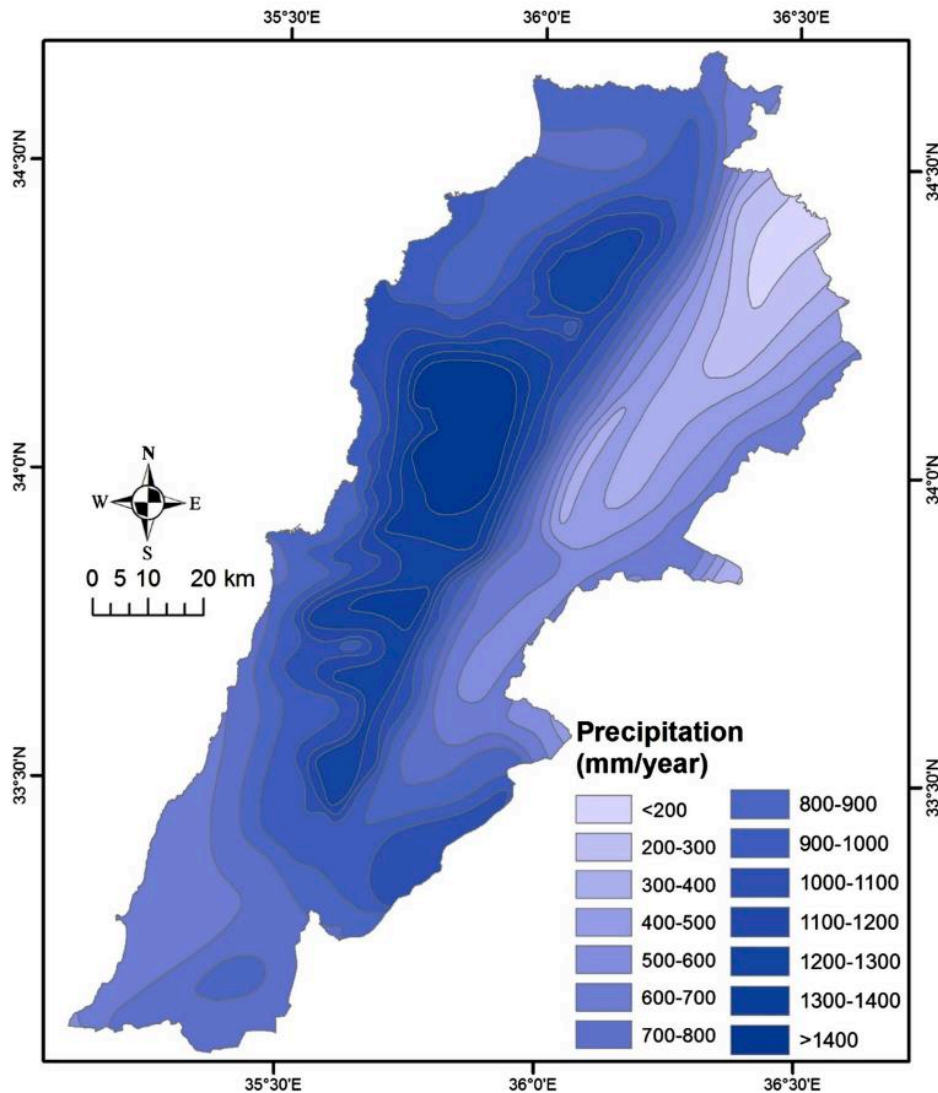 35°30'E 36°0'E 36°30'E
34°30'N 34°30'N
34°0'N 34°0'N
N
W E
S
0 5 10 20 km
Precipitation
(mm/year)
<200
200-300
300-400
400-500
500-600
600-700
700-800
800-900
900-1000
1000-1100
1100-1200
1200-1300
1300-1400
>1400
33°30'N 33°30'N
35°30'E 36°0'E 36°30'E